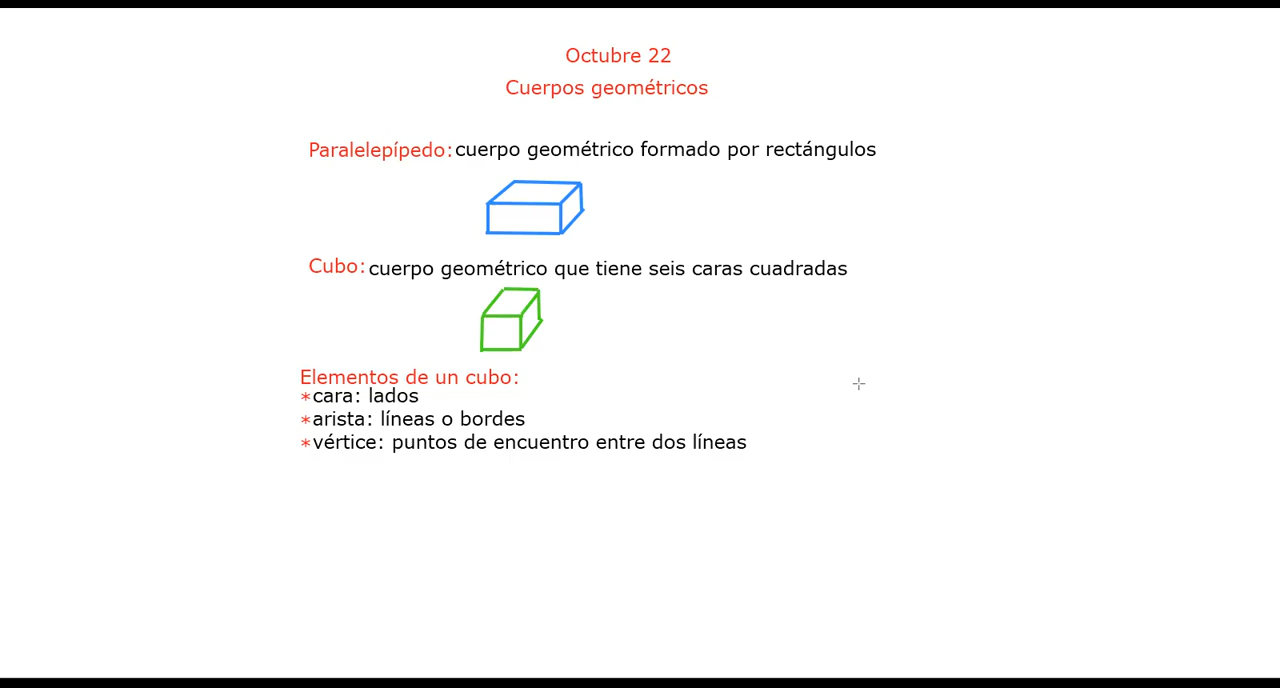 Octubre 22
Cuerpos geométricos
Paralelepípedo: cuerpo geométrico formado por rectángulos
Cubo: cuerpo geométrico que tiene seis caras cuadradas
Elementos de un cubo:
*cara: lados
*arista: líneas o bordes
*vértice: puntos de encuentro entre dos líneas